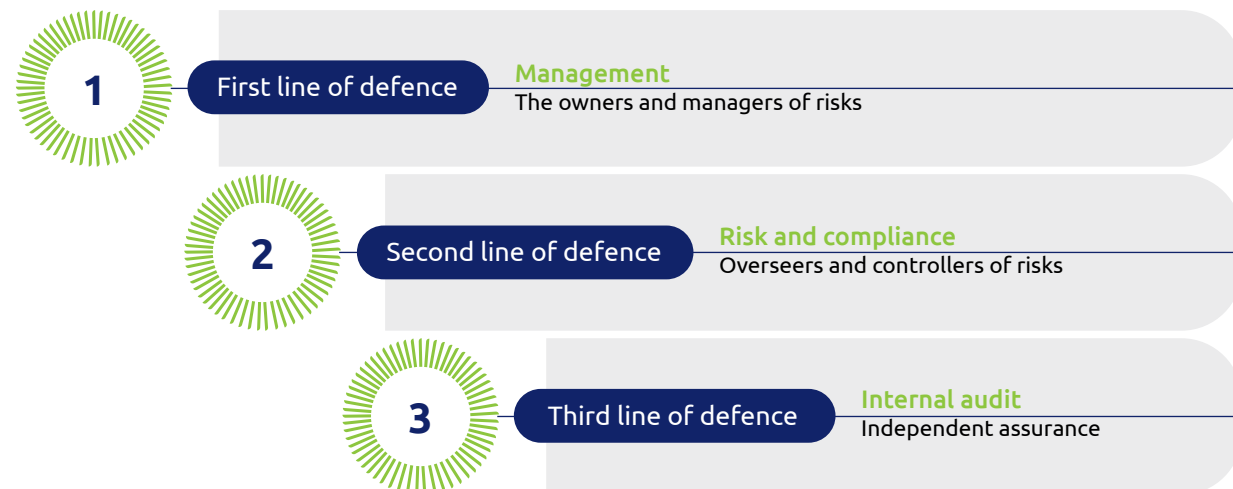 1
First line of defence
Management
The owners and managers of risks
2
Second line of defence
Risk and compliance
Overseers and controllers of risks
3
Third line of defence
Internal audit
Independent assurance